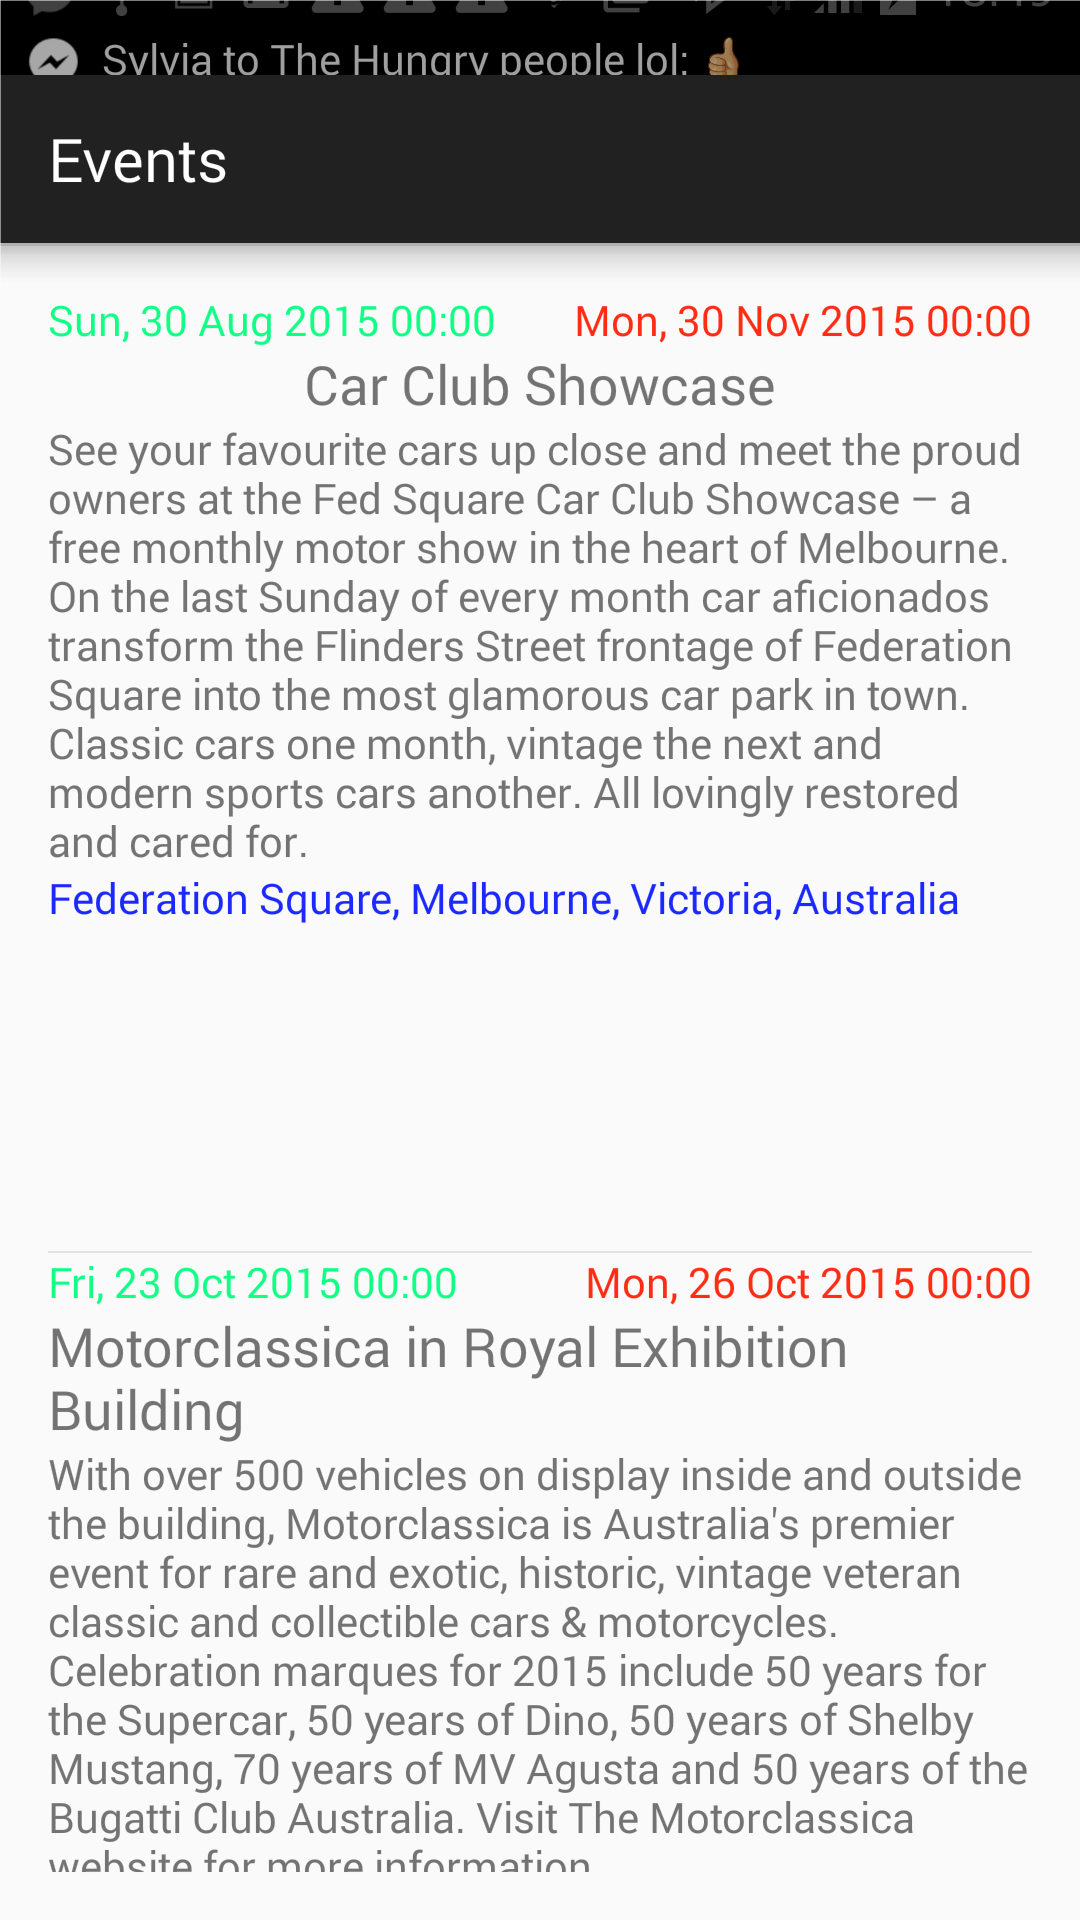 Sylvia to The Hungry people lol: 👍
Events
Sun, 30 Aug 2015 00:00 Mon, 30 Nov 2015 00:00
Car Club Showcase
See your favourite cars up close and meet the proud
owners at the Fed Square Car Club Showcase – a
free monthly motor show in the heart of Melbourne.
On the last Sunday of every month car aficionados
transform the Flinders Street frontage of Federation
Square into the most glamorous car park in town.
Classic cars one month, vintage the next and
modern sports cars another. All lovingly restored
and cared for.
Federation Square, Melbourne, Victoria, Australia
Fri, 23 Oct 2015 00:00 Mon, 26 Oct 2015 00:00
Motorclassica in Royal Exhibition
Building
With over 500 vehicles on display inside and outside
the building, Motorclassica is Australia's premier
event for rare and exotic, historic, vintage veteran
classic and collectible cars & motorcycles.
Celebration marques for 2015 include 50 years for
the Supercar, 50 years of Dino, 50 years of Shelby
Mustang, 70 years of MV Agusta and 50 years of the
Bugatti Club Australia. Visit The Motorclassica
website for more information